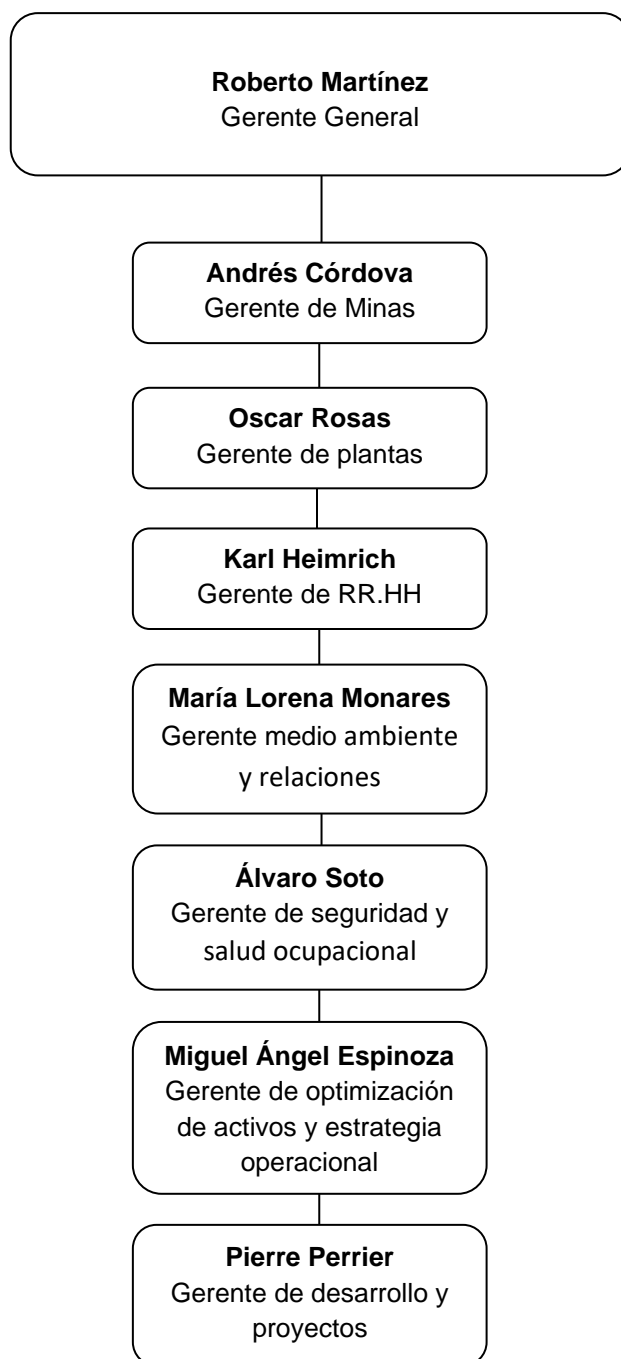 Roberto Martínez
Gerente General
Andrés Córdova
Gerente de Minas
Oscar Rosas
Gerente de plantas
Karl Heimrich
Gerente de RR.HH
María Lorena Monares
Gerente medio ambiente
y relaciones
Álvaro Soto
Gerente de seguridad y
salud ocupacional
Miguel Ángel Espinoza
Gerente de optimización
de activos y estrategia
operacional
Pierre Perrier
Gerente de desarrollo y
proyectos